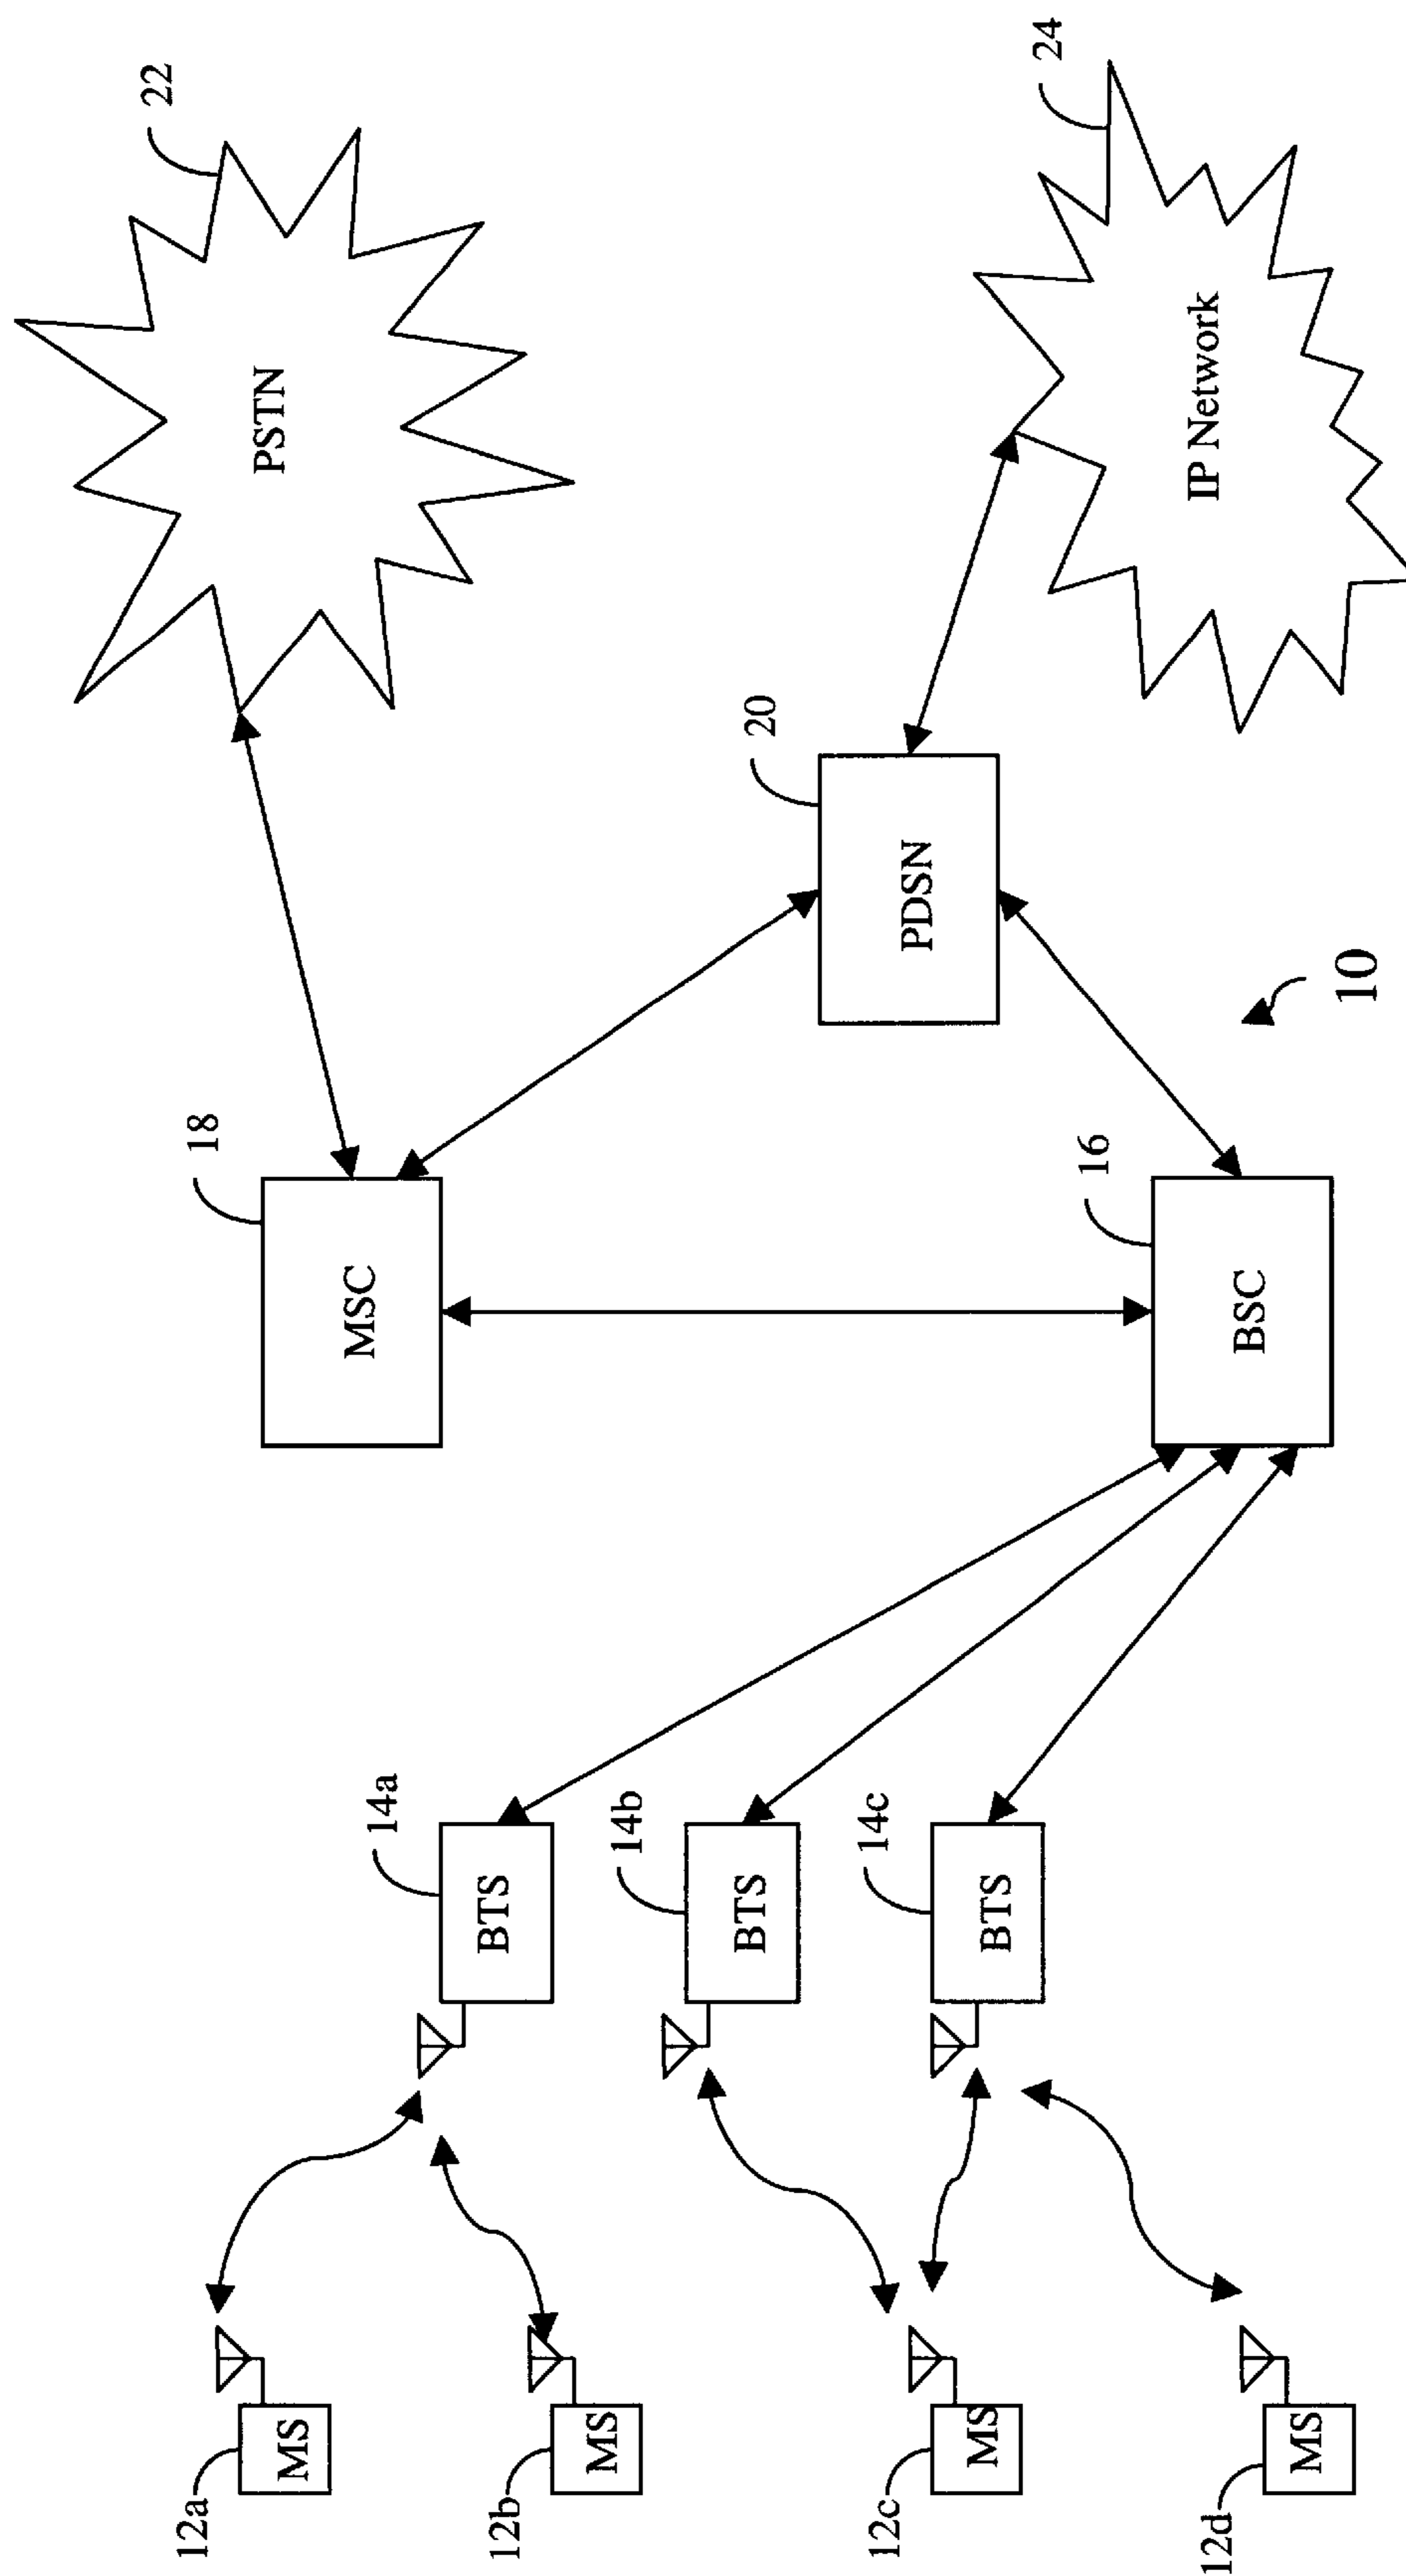 22
24
PSTN
IP Network
18
20
MSC
PDSN
16
BSC
10
14a
BTS
14b
BTS
14c
BTS
12a
MS
12b
MS
12c
MS
12d
MS